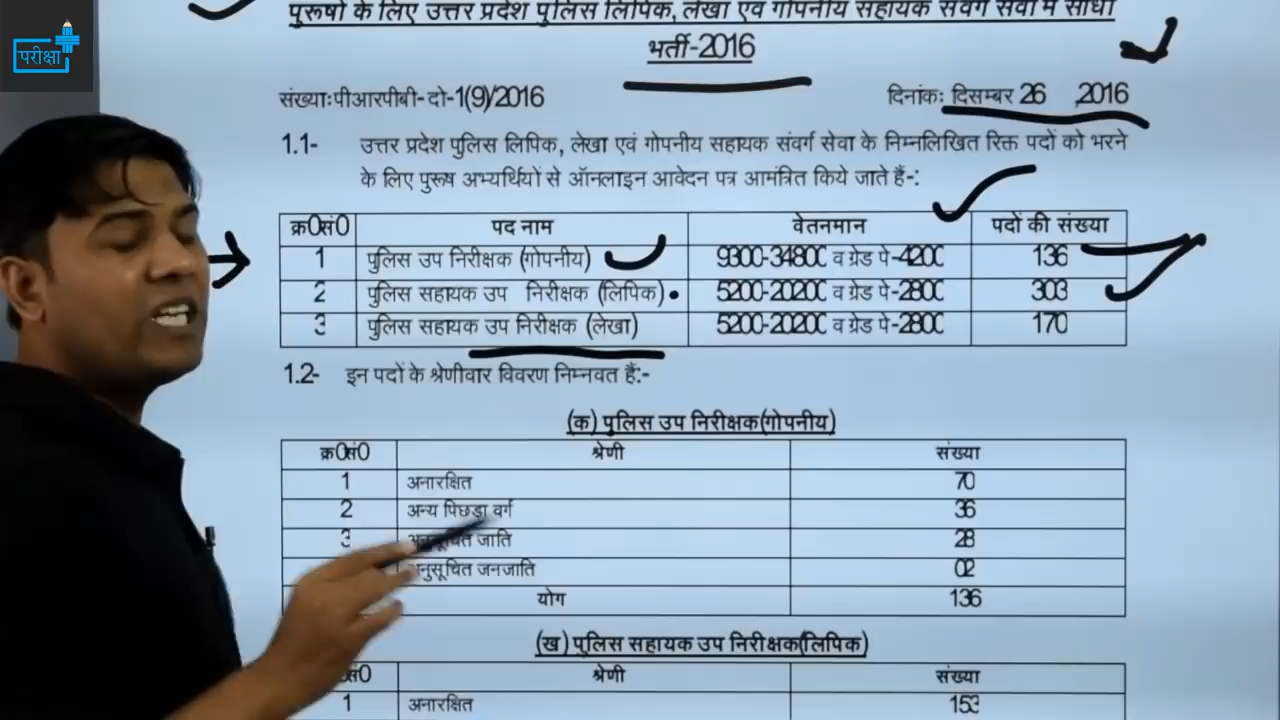 परीक्षा
पुरूषों के लिए उत्तर प्रदेश पुलिस लिपिक, लेखा एवं गोपनीय सहायक संवर्ग सेवा में सीधी
भर्ती-2016
संख्याःपीआरपीबी-दो-1(9)/2016 दिनांकः दिसम्बर 26 ,2016
1.1- उत्तर प्रदेश पुलिस लिपिक, लेखा एवं गोपनीय सहायक संवर्ग सेवा के निम्नलिखित रिक्त पदों को भरने
के लिए पुरूष अभ्यर्थियों से ऑनलाइन आवेदन पत्र आमंत्रित किये जाते हैं-:
क्र0सं0 पद नाम वेतनमान पदों की संख्या
1 पुलिस उप निरीक्षक (गोपनीय) 9300-34800 व ग्रेड पे-4200 136
2 पुलिस सहायक उप निरीक्षक (लिपिक) 5200-20200 व ग्रेड पे-2800 303
3 पुलिस सहायक उप निरीक्षक (लेखा) 5200-20200 व ग्रेड पे-2800 170
1.2- इन पदों के श्रेणीवार विवरण निम्नवत हैं:-
(क) पुलिस उप निरीक्षक(गोपनीय)
क्र0सं0 श्रेणी संख्या
1 अनारक्षित 70
2 अन्य पिछड़ा वर्ग 36
3 अनुसूचित जाति 28
अनुसूचित जनजाति 02
योग 136
(ख) पुलिस सहायक उप निरीक्षक(लिपिक)
सं0 श्रेणी संख्या
1 अनारक्षित 153